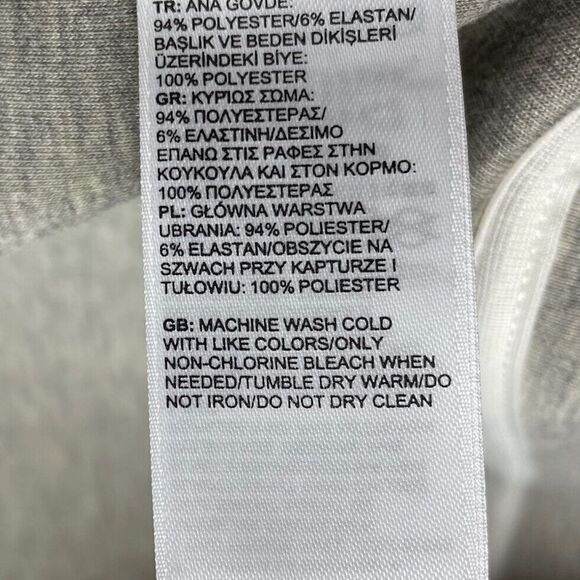 TR: ANA GÖVDE:
94% POLYESTER/6% ELASTAN/
BAŞLIK VE BEDEN DİKİŞLERİ
ÜZERİNDEKİ BİYE:
100% POLYESTER
GR: ΚΥΡΙΩΣ ΣΩΜΑ:
94% ΠΟΛΥΕΣΤΕΡΑΣ/
6% ΕΛΑΣΤΙΝΗ/ΔΕΣΙΜΟ
ΕΠΑΝΩ ΣΤΙΣ ΡΑΦΕΣ ΣΤΗΝ
ΚΟΥΚΟΥΛΑ ΚΑΙ ΣΤΟΝ ΚΟΡΜΟ:
100% ΠΟΛΥΕΣΤΕΡΑΣ
PL: GŁÓWNA WARSTWA
UBRANIA: 94% POLIESTER/
6% ELASTAN/OBSZYCIE NA
SZWACH PRZY KAPTURZE I
TUŁOWIU: 100% POLIESTER
GB: MACHINE WASH COLD
WITH LIKE COLORS/ONLY
NON-CHLORINE BLEACH WHEN
NEEDED/TUMBLE DRY WARM/DO
NOT IRON/DO NOT DRY CLEAN